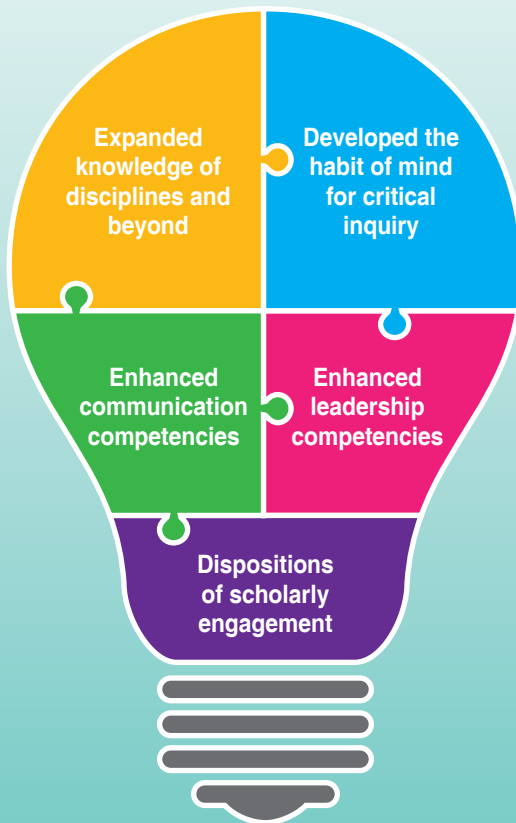 Expanded
knowledge of
disciplines and
beyond
Developed the
habit of mind
for critical
inquiry
Enhanced
communication
competencies
Enhanced
leadership
competencies
Dispositions
of scholarly
engagement